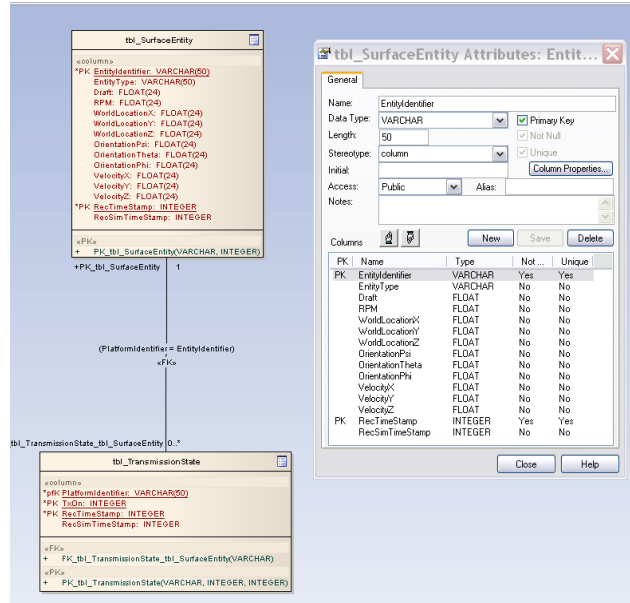 tbl_SurfaceEntity
«column»
*PK EntityIdentifier: VARCHAR(50)
EntityType: VARCHAR(50)
Draft: FLOAT(24)
RPM: FLOAT(24)
WorldLocationX: FLOAT(24)
WorldLocationY: FLOAT(24)
WorldLocationZ: FLOAT(24)
OrientationPsi: FLOAT(24)
OrientationTheta: FLOAT(24)
OrientationPhi: FLOAT(24)
VelocityX: FLOAT(24)
VelocityY: FLOAT(24)
VelocityZ: FLOAT(24)
*PK RecTimeStamp: INTEGER
RecSimTimeStamp: INTEGER
«PK»
+ PK_tbl_SurfaceEntity(VARCHAR, INTEGER)
+PK_tbl_SurfaceEntity 1
(PlatformIdentifier = EntityIdentifier)
«FK»
tbl_TransmissionState_tbl_SurfaceEntity 0..*
tbl_TransmissionState
«column»
*pfK PlatformIdentifier: VARCHAR(50)
*PK TxOn: INTEGER
*PK RecTimeStamp: INTEGER
RecSimTimeStamp: INTEGER
«FK»
+ FK_tbl_TransmissionState_tbl_SurfaceEntity(VARCHAR)
«PK»
+ PK_tbl_TransmissionState(VARCHAR, INTEGER, INTEGER)
tbl_SurfaceEntity Attributes: Entit...
General
Name: EntityIdentifier
Data Type: VARCHAR Primary Key
Length: 50 Not Null
Stereotype: column Unique
Initial: Column Properties...
Access: Public Alias:
Notes:
Columns New Save Delete
PK Name Type Not ... Unique
PK EntityIdentifier VARCHAR Yes Yes
EntityType VARCHAR No No
Draft FLOAT No No
RPM FLOAT No No
WorldLocationX FLOAT No No
WorldLocationY FLOAT No No
WorldLocationZ FLOAT No No
OrientationPsi FLOAT No No
OrientationTheta FLOAT No No
OrientationPhi FLOAT No No
VelocityX FLOAT No No
VelocityY FLOAT No No
VelocityZ FLOAT No No
PK RecTimeStamp INTEGER Yes Yes
RecSimTimeStamp INTEGER No No
Close Help